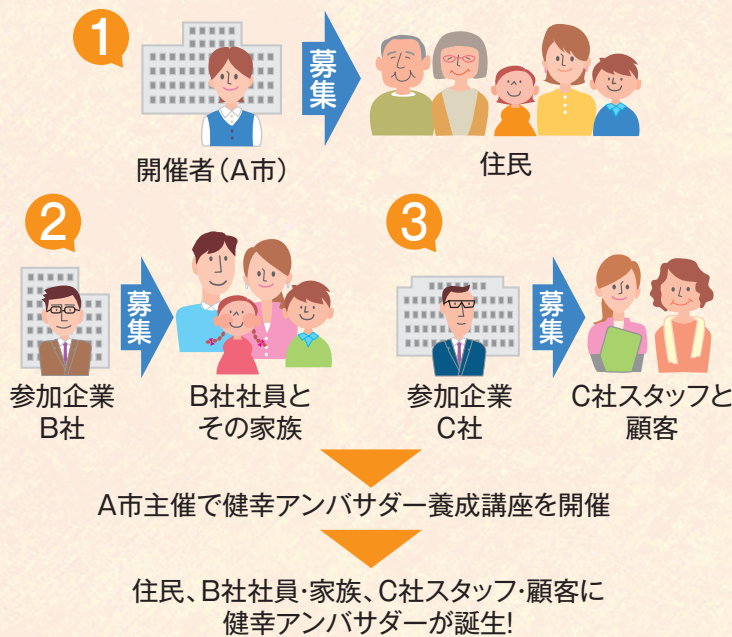 1
募集
開催者（A市）
住民
2
募集
参加企業
B社
B社社員と
その家族
3
募集
参加企業
C社
C社スタッフと
顧客
A市主催で健幸アンバサダー養成講座を開催
住民、B社社員・家族、C社スタッフ・顧客に
健幸アンバサダーが誕生!